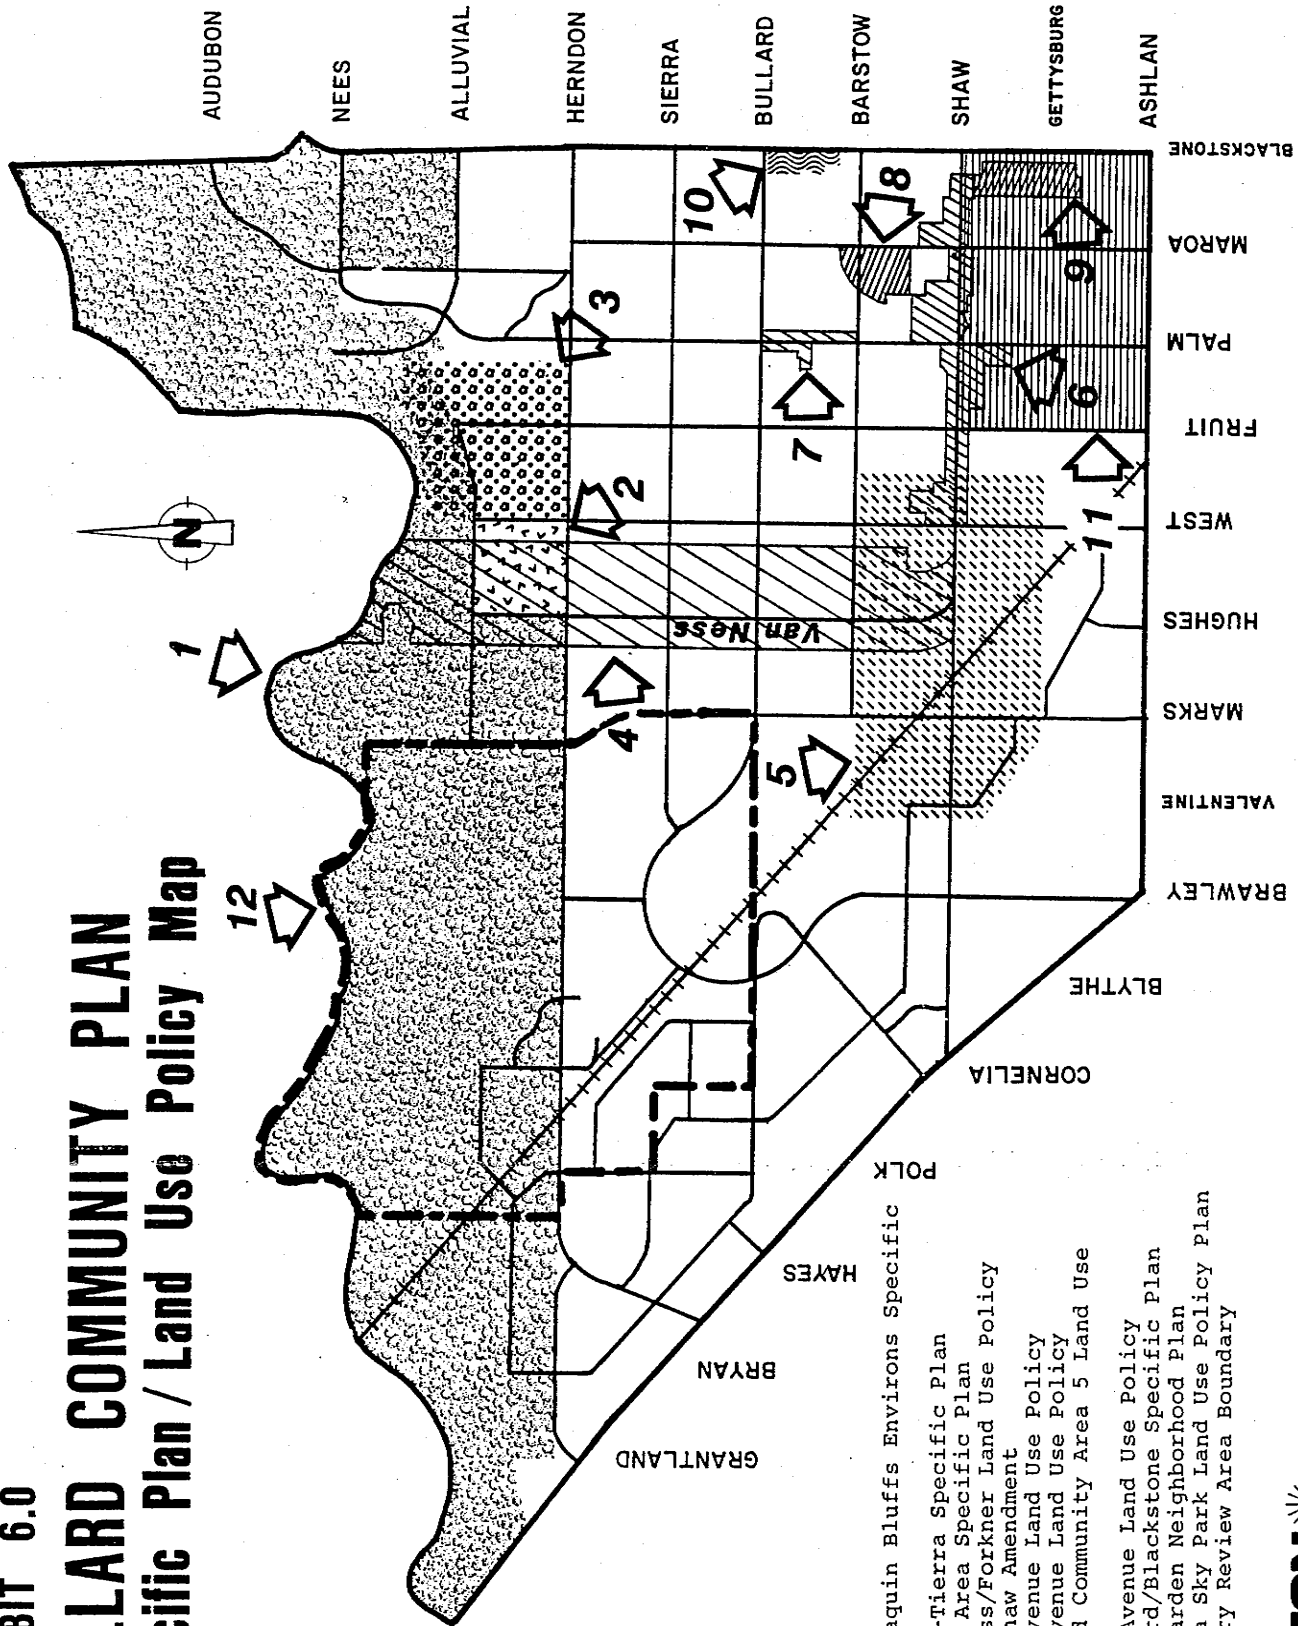 BIT 6.0
LARD COMMUNITY PLAN
cific Plan / Land Use Policy Map
AUDUBON
NEES
ALLUVIAL
HERNDON
SIERRA
BULLARD
BARSTOW
SHAW
GETTYSBURG
ASHLAN
BLACKSTONE
MAROA
PALM
FRUIT
WEST
HUGHES
MARKS
VALENTINE
BRAWLEY
BLYTHE
CORNELIA
POLK
HAYES
BRYAN
GRANTLAND
N
Van Ness
1
2
3
4
5
6
7
8
9
10
11
12
aquin Bluffs Environs Specific
-Tierra Specific Plan
Area Specific Plan
ss/Forkner Land Use Policy
haw Amendment
venue Land Use Policy
venue Land Use Policy
d Community Area 5 Land Use
Avenue Land Use Policy
rd/Blackstone Specific Plan
arden Neighborhood Plan
a Sky Park Land Use Policy Plan
ry Review Area Boundary